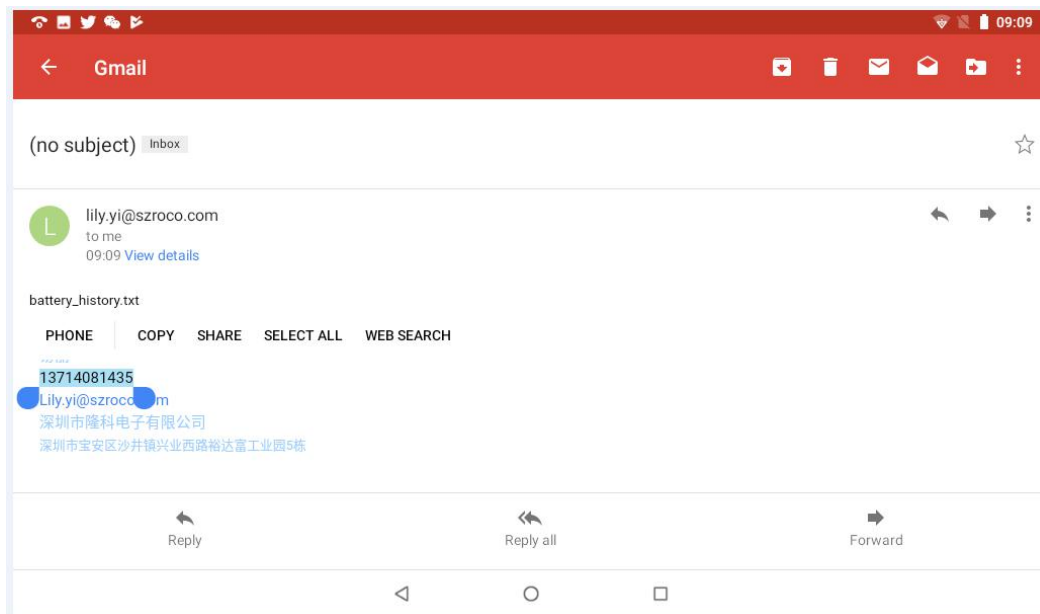 09:09
Gmail
(no subject) Inbox
L
lily.yi@szroco.com
to me
09:09 View details
battery_history.txt
PHONE COPY SHARE SELECT ALL WEB SEARCH
13714081435
Lily.yi@szroco m
深圳市隆科电子有限公司
深圳市宝安区沙井镇兴业西路裕达富工业园5栋
Reply Reply all Forward